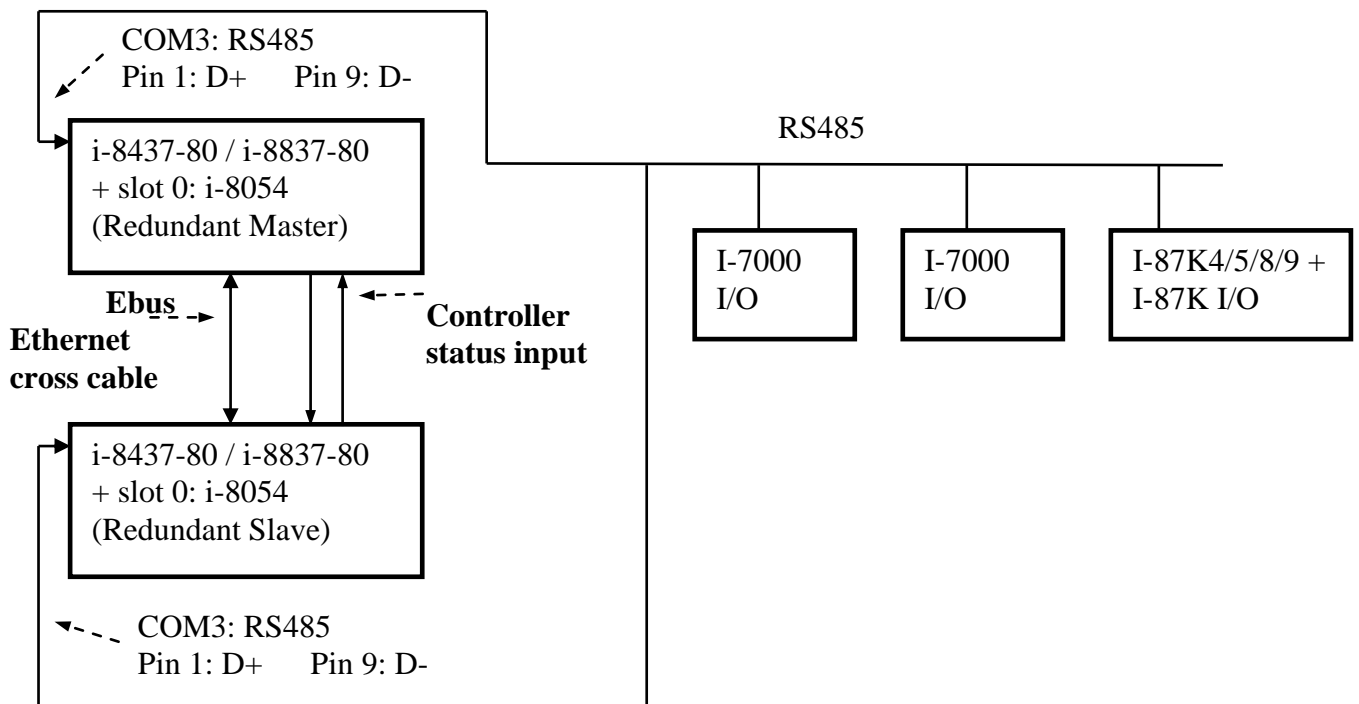 COM3: RS485
Pin 1: D+ Pin 9: D-
RS485
i-8437-80 / i-8837-80
+ slot 0: i-8054
(Redundant Master)
I-7000
I/O
I-7000
I/O
I-87K4/5/8/9 +
I-87K I/O
Ebus
Ethernet
cross cable
Controller
status input
i-8437-80 / i-8837-80
+ slot 0: i-8054
(Redundant Slave)
COM3: RS485
Pin 1: D+ Pin 9: D-